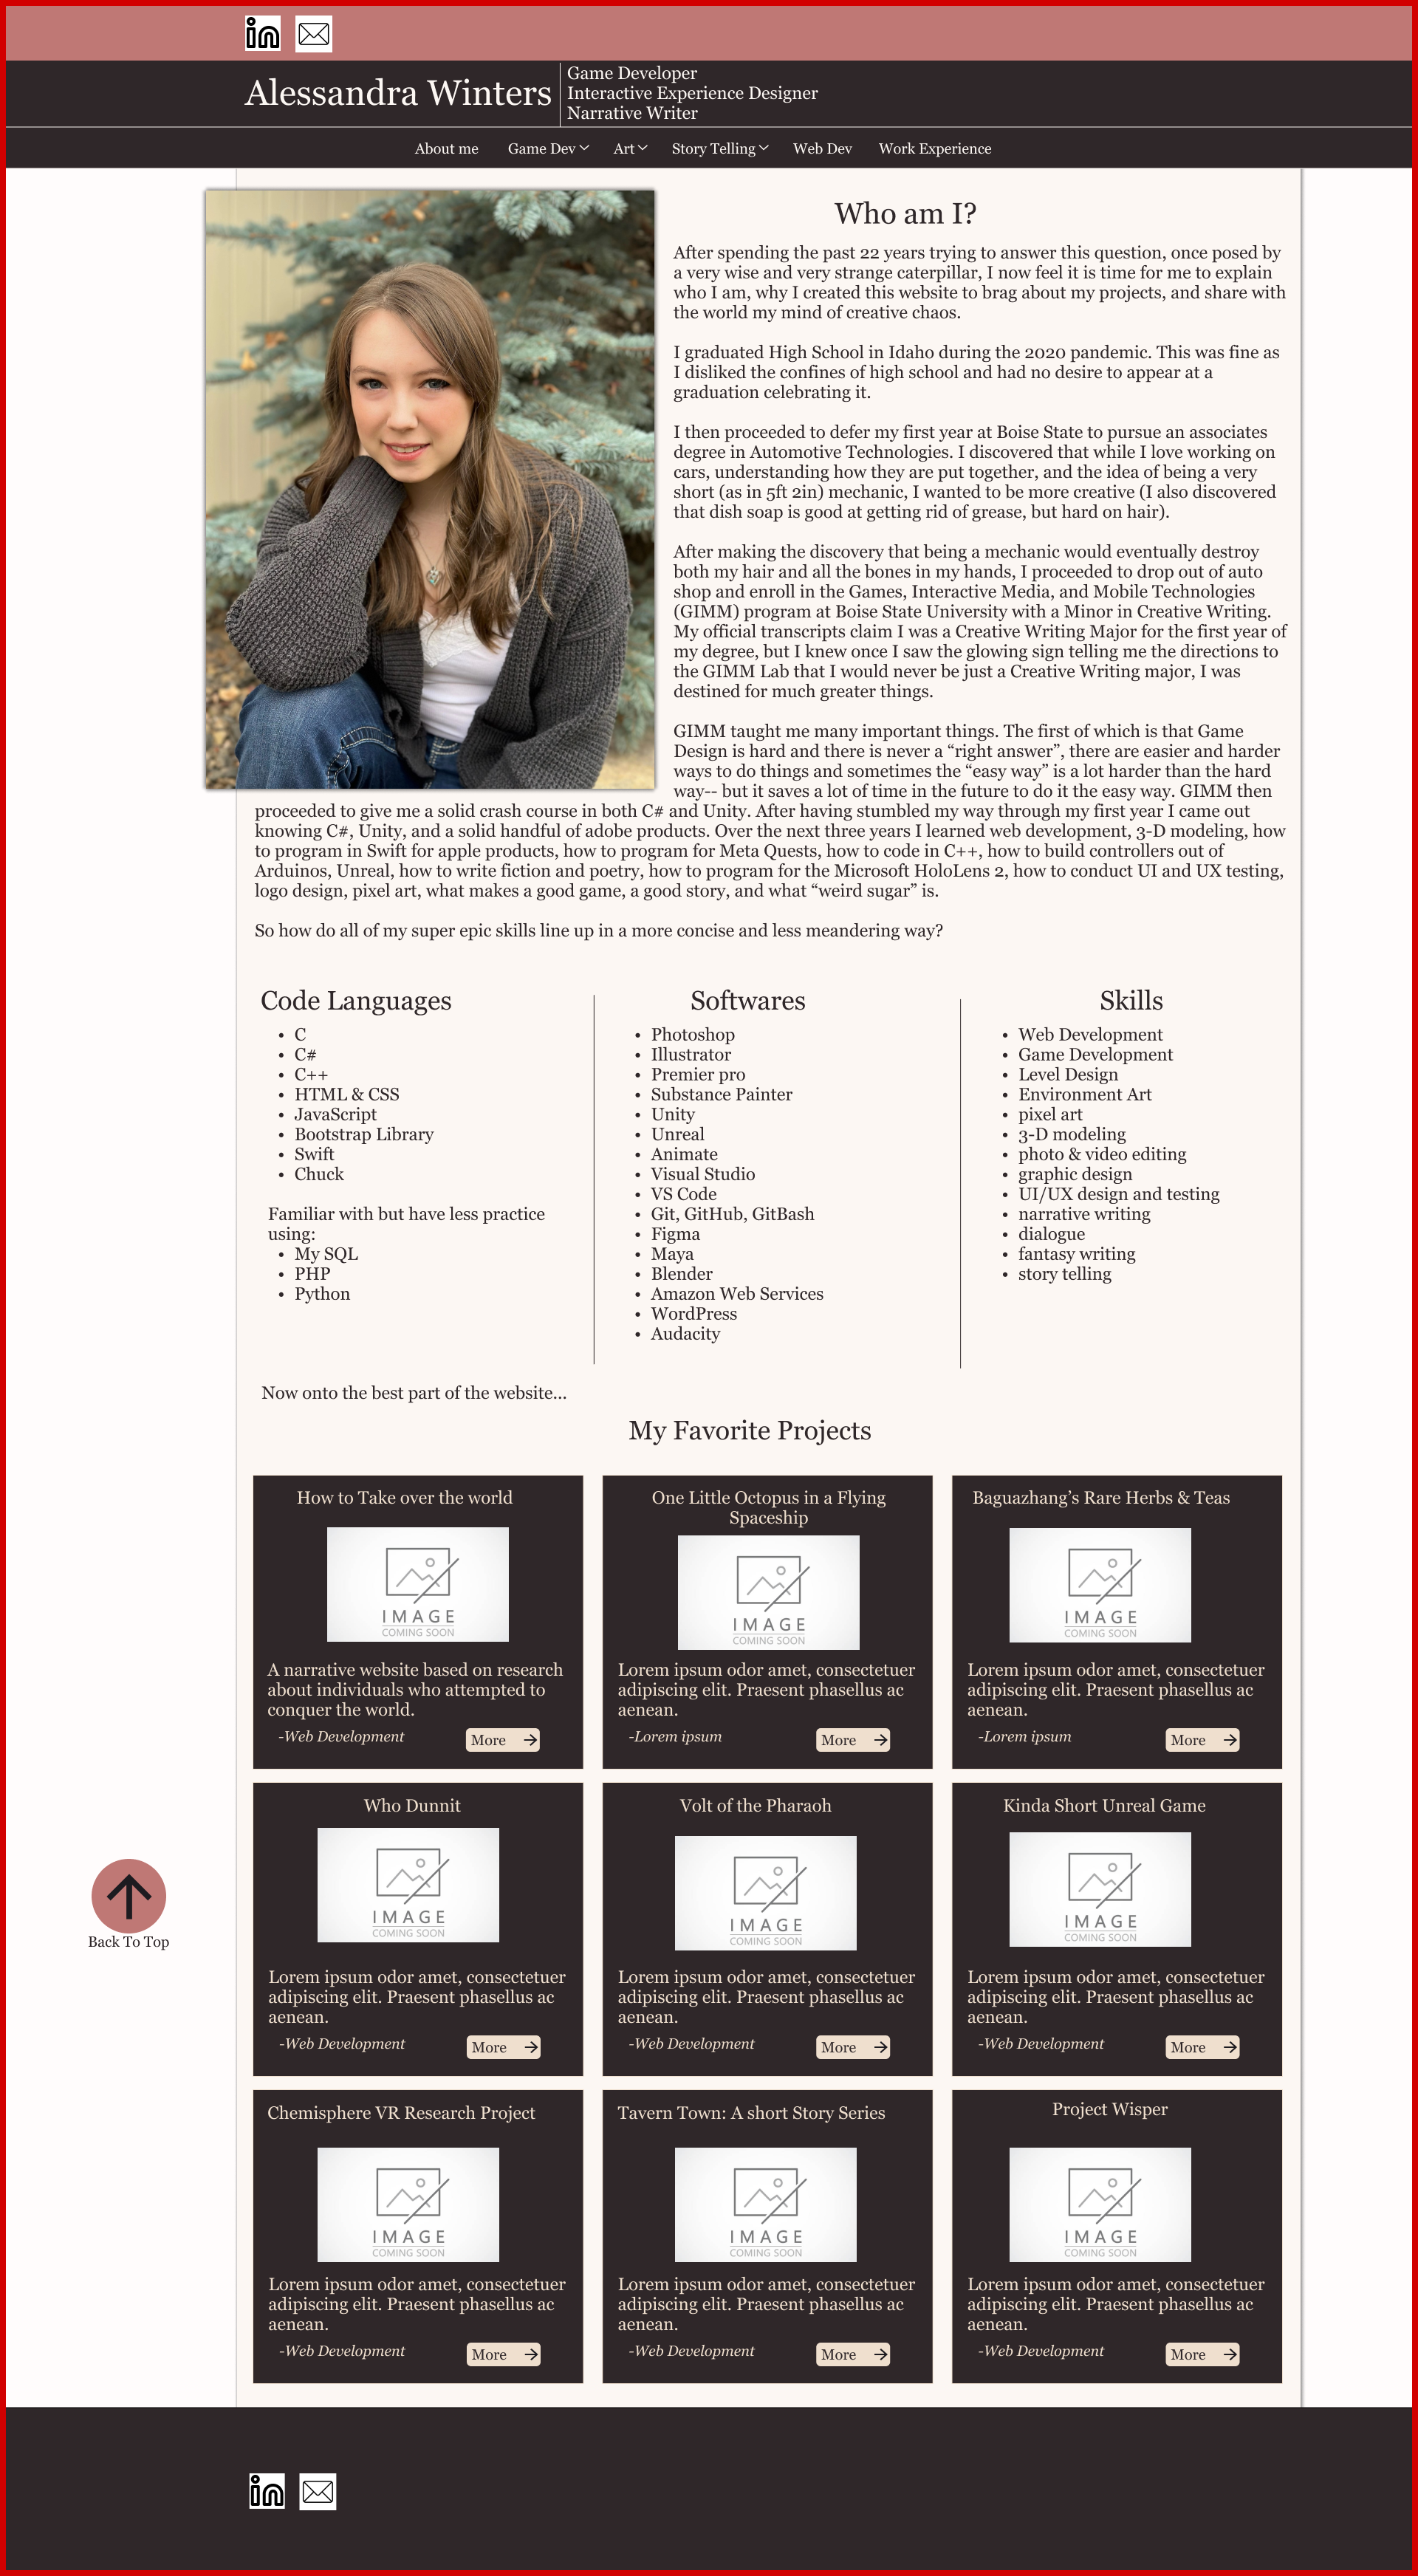 in
Alessandra Winters
Game Developer
Interactive Experience Designer
Narrative Writer
About me Game Dev Art Story Telling Web Dev Work Experience
Who am I?
After spending the past 22 years trying to answer this question, once posed by
a very wise and very strange caterpillar, I now feel it is time for me to explain
who I am, why I created this website to brag about my projects, and share with
the world my mind of creative chaos.
I graduated High School in Idaho during the 2020 pandemic. This was fine as
I disliked the confines of high school and had no desire to appear at a
graduation celebrating it.
I then proceeded to defer my first year at Boise State to pursue an associates
degree in Automotive Technologies. I discovered that while I love working on
cars, understanding how they are put together, and the idea of being a very
short (as in 5ft 2in) mechanic, I wanted to be more creative (I also discovered
that dish soap is good at getting rid of grease, but hard on hair).
After making the discovery that being a mechanic would eventually destroy
both my hair and all the bones in my hands, I proceeded to drop out of auto
shop and enroll in the Games, Interactive Media, and Mobile Technologies
(GIMM) program at Boise State University with a Minor in Creative Writing.
My official transcripts claim I was a Creative Writing Major for the first year of
my degree, but I knew once I saw the glowing sign telling me the directions to
the GIMM Lab that I would never be just a Creative Writing major, I was
destined for much greater things.
GIMM taught me many important things. The first of which is that Game
Design is hard and there is never a “right answer”, there are easier and harder
ways to do things and sometimes the “easy way” is a lot harder than the hard
way-- but it saves a lot of time in the future to do it the easy way. GIMM then
proceeded to give me a solid crash course in both C# and Unity. After having stumbled my way through my first year I came out
knowing C#, Unity, and a solid handful of adobe products. Over the next three years I learned web development, 3-D modeling, how
to program in Swift for apple products, how to program for Meta Quests, how to code in C++, how to build controllers out of
Arduinos, Unreal, how to write fiction and poetry, how to program for the Microsoft HoloLens 2, how to conduct UI and UX testing,
logo design, pixel art, what makes a good game, a good story, and what “weird sugar” is.
So how do all of my super epic skills line up in a more concise and less meandering way?
Code Languages
• C
• C#
• C++
• HTML & CSS
• JavaScript
• Bootstrap Library
• Swift
• Chuck
Familiar with but have less practice
using:
• My SQL
• PHP
• Python
Softwares
• Photoshop
• Illustrator
• Premier pro
• Substance Painter
• Unity
• Unreal
• Animate
• Visual Studio
• VS Code
• Git, GitHub, GitBash
• Figma
• Maya
• Blender
• Amazon Web Services
• WordPress
• Audacity
Skills
• Web Development
• Game Development
• Level Design
• Environment Art
• pixel art
• 3-D modeling
• photo & video editing
• graphic design
• UI/UX design and testing
• narrative writing
• dialogue
• fantasy writing
• story telling
Now onto the best part of the website...
My Favorite Projects
How to Take over the world
IMAGE
COMING SOON
A narrative website based on research
about individuals who attempted to
conquer the world.
-Web Development
More
One Little Octopus in a Flying
Spaceship
IMAGE
COMING SOON
Lorem ipsum odor amet, consectetuer
adipiscing elit. Praesent phasellus ac
aenean.
-Lorem ipsum
More
Baguazhang’s Rare Herbs & Teas
IMAGE
COMING SOON
Lorem ipsum odor amet, consectetuer
adipiscing elit. Praesent phasellus ac
aenean.
-Lorem ipsum
More
Who Dunnit
IMAGE
COMING SOON
Lorem ipsum odor amet, consectetuer
adipiscing elit. Praesent phasellus ac
aenean.
-Web Development
More
Volt of the Pharaoh
IMAGE
COMING SOON
Lorem ipsum odor amet, consectetuer
adipiscing elit. Praesent phasellus ac
aenean.
-Web Development
More
Kinda Short Unreal Game
IMAGE
COMING SOON
Lorem ipsum odor amet, consectetuer
adipiscing elit. Praesent phasellus ac
aenean.
-Web Development
More
Back To Top
Chemisphere VR Research Project
IMAGE
COMING SOON
Lorem ipsum odor amet, consectetuer
adipiscing elit. Praesent phasellus ac
aenean.
-Web Development
More
Tavern Town: A short Story Series
IMAGE
COMING SOON
Lorem ipsum odor amet, consectetuer
adipiscing elit. Praesent phasellus ac
aenean.
-Web Development
More
Project Wisper
IMAGE
COMING SOON
Lorem ipsum odor amet, consectetuer
adipiscing elit. Praesent phasellus ac
aenean.
-Web Development
More
in